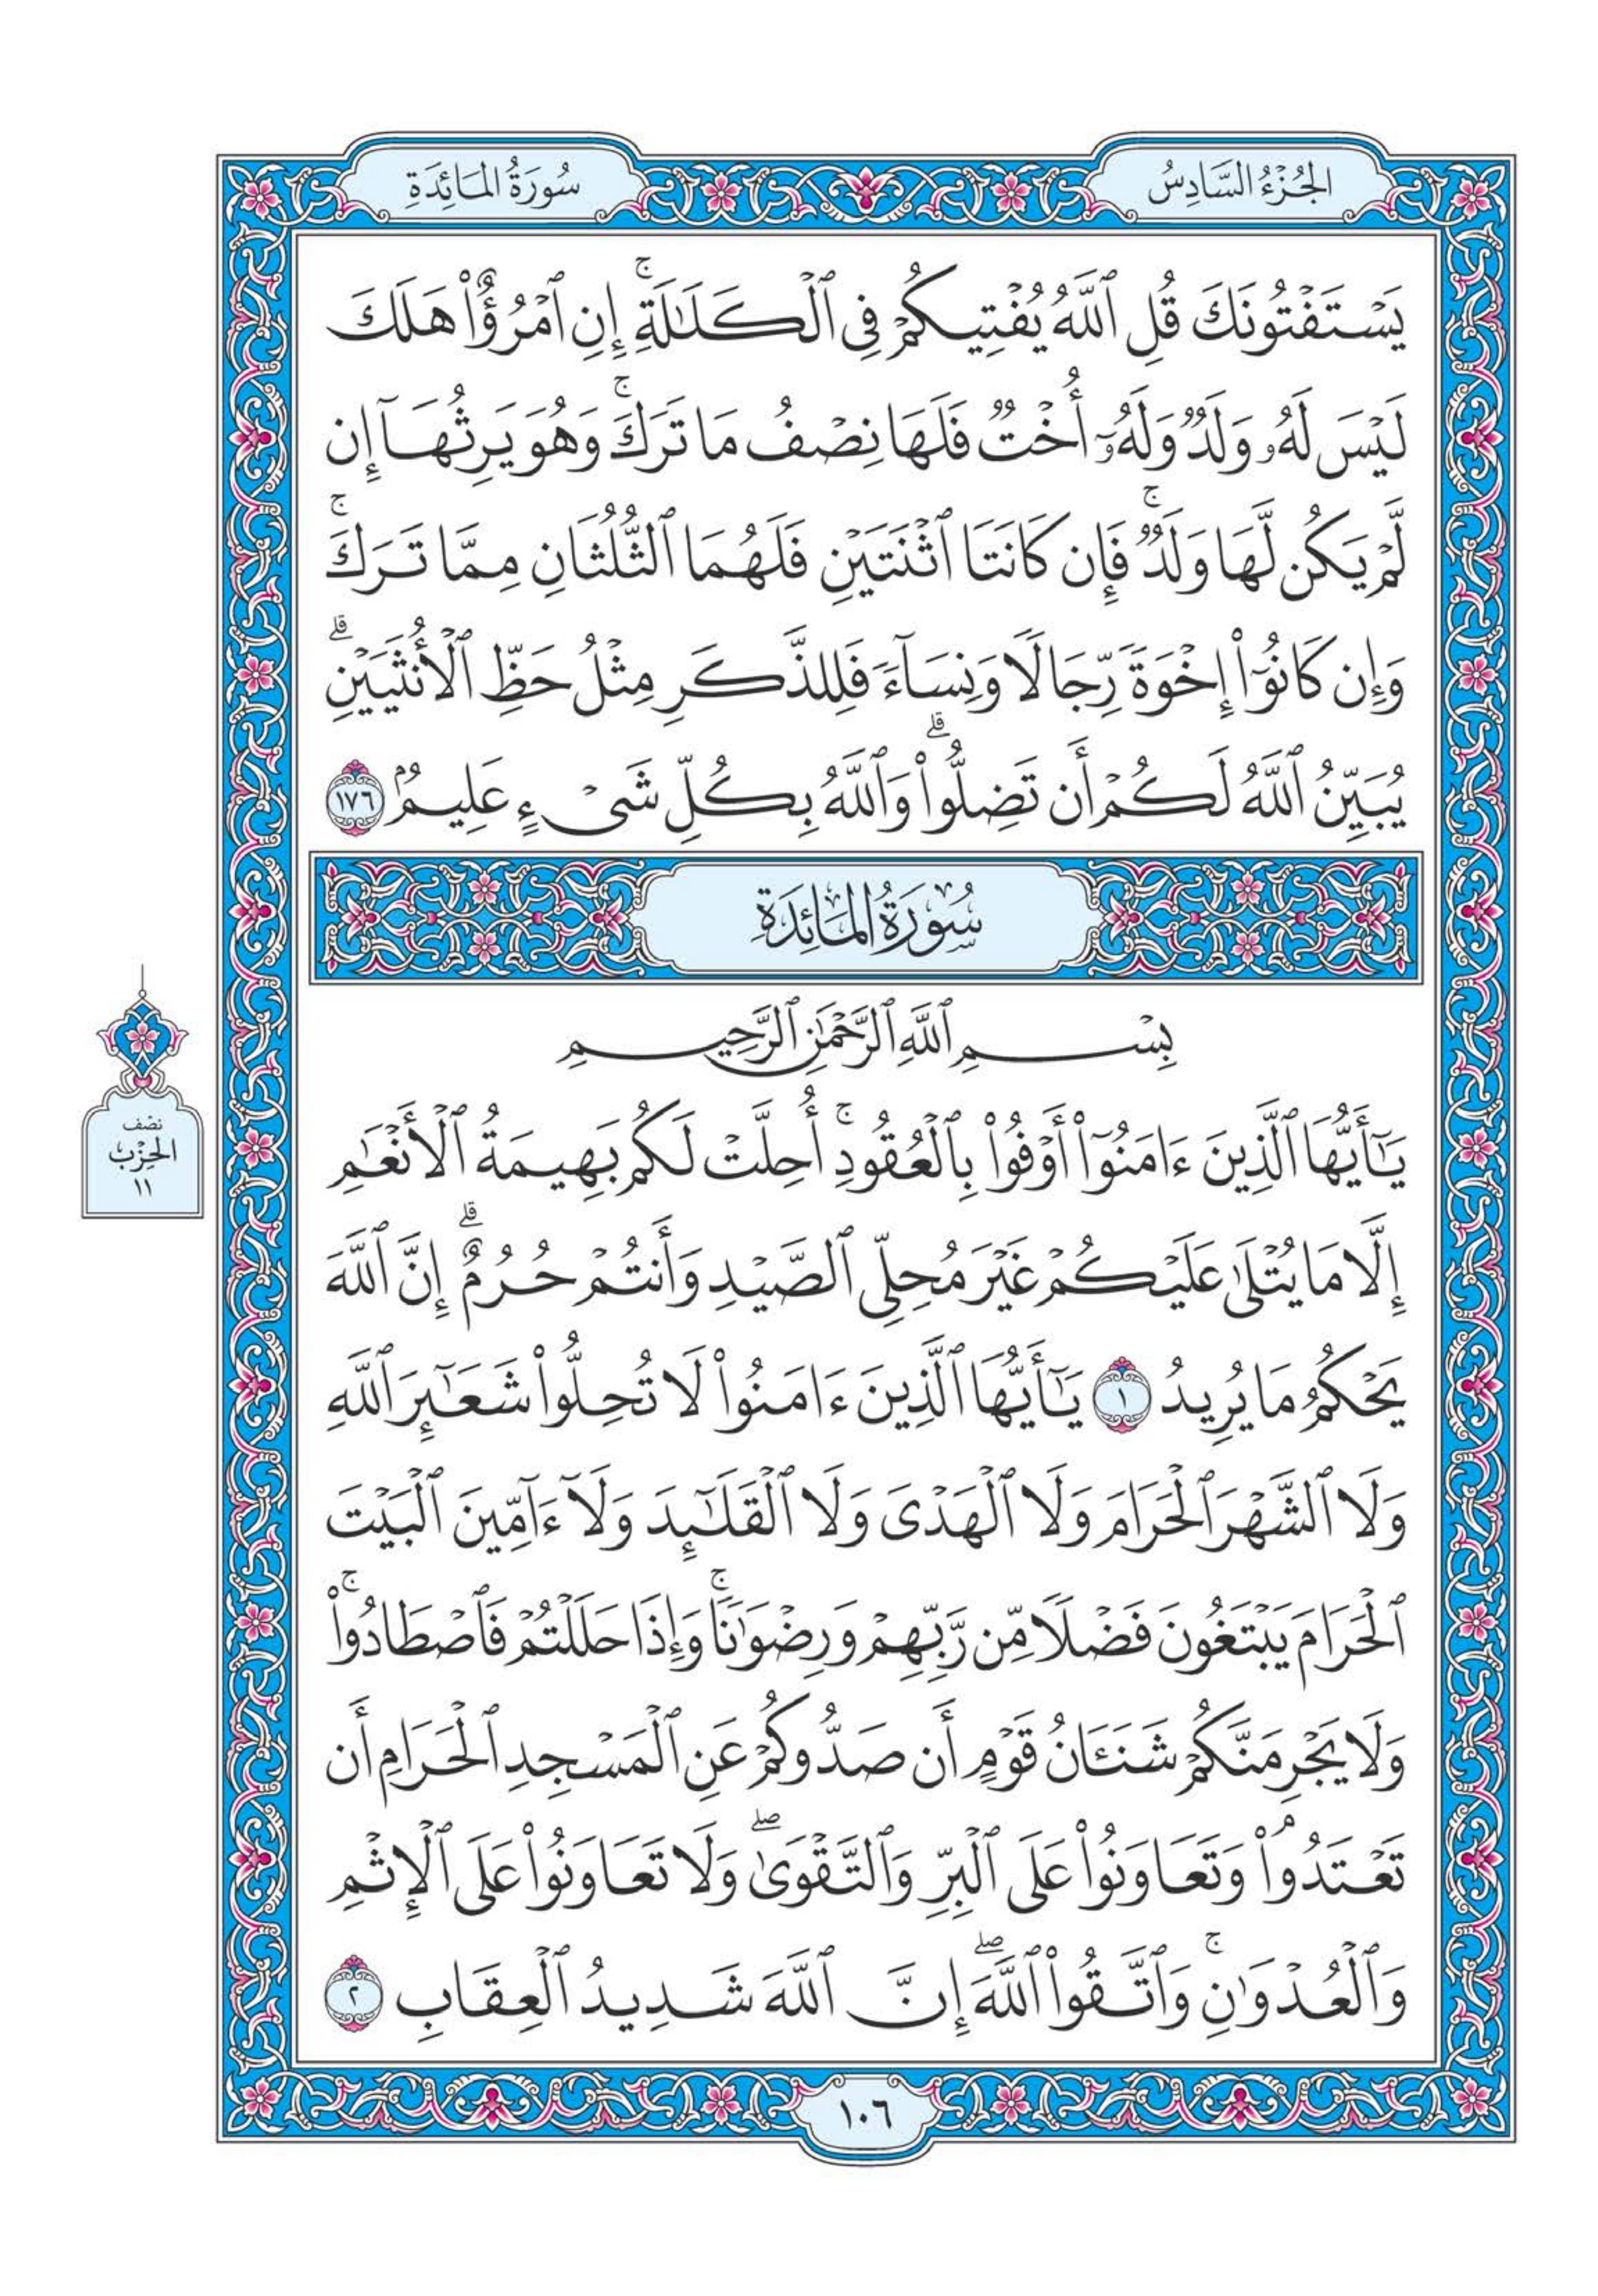 الجُزْءُ السَّادِسُ
سُورَةُ المَائِدَةِ
يَسْتَفْتُونَكَ قُلِ ٱللَّهُ يُفْتِيكُمْ فِى ٱلْكَلَٰلَةِۚ إِنِ ٱمْرُؤٌا۟ هَلَكَ
لَيْسَ لَهُۥ وَلَدٌ وَلَهُۥٓ أُخْتٌ فَلَهَا نِصْفُ مَا تَرَكَۚ وَهُوَ يَرِثُهَآ إِن
لَّمْ يَكُن لَّهَا وَلَدٌۚ فَإِن كَانَتَا ٱثْنَتَيْنِ فَلَهُمَا ٱلثُّلُثَانِ مِمَّا تَرَكَۚ
وَإِن كَانُوٓا۟ إِخْوَةً رِّجَالًا وَنِسَآءً فَلِلذَّكَرِ مِثْلُ حَظِّ ٱلْأُنثَيَيْنِۗ
يُبَيِّنُ ٱللَّهُ لَكُمْ أَن تَضِلُّوا۟ۗ وَٱللَّهُ بِكُلِّ شَىْءٍ عَلِيمٌۢ ١٧٦
سُورَةُ المَائِدَةِ
بِسْمِ ٱللَّهِ ٱلرَّحْمَٰنِ ٱلرَّحِيمِ
يَٰٓأَيُّهَا ٱلَّذِينَ ءَامَنُوٓا۟ أَوْفُوا۟ بِٱلْعُقُودِۚ أُحِلَّتْ لَكُم بَهِيمَةُ ٱلْأَنْعَٰمِ
إِلَّا مَا يُتْلَىٰ عَلَيْكُمْ غَيْرَ مُحِلِّى ٱلصَّيْدِ وَأَنتُمْ حُرُمٌۗ إِنَّ ٱللَّهَ
يَحْكُمُ مَا يُرِيدُ ١ يَٰٓأَيُّهَا ٱلَّذِينَ ءَامَنُوا۟ لَا تُحِلُّوا۟ شَعَٰٓئِرَ ٱللَّهِ
وَلَا ٱلشَّهْرَ ٱلْحَرَامَ وَلَا ٱلْهَدْىَ وَلَا ٱلْقَلَٰٓئِدَ وَلَآ ءَآمِّينَ ٱلْبَيْتَ
ٱلْحَرَامَ يَبْتَغُونَ فَضْلًا مِّن رَّبِّهِمْ وَرِضْوَٰنًاۚ وَإِذَا حَلَلْتُمْ فَٱصْطَادُوا۟ۚ
وَلَا يَجْرِمَنَّكُمْ شَنَـَٔانُ قَوْمٍ أَن صَدُّوكُمْ عَنِ ٱلْمَسْجِدِ ٱلْحَرَامِ أَن
تَعْتَدُوا۟ۘ وَتَعَاوَنُوا۟ عَلَى ٱلْبِرِّ وَٱلتَّقْوَىٰۖ وَلَا تَعَاوَنُوا۟ عَلَى ٱلْإِثْمِ
وَٱلْعُدْوَٰنِۚ وَٱتَّقُوا۟ ٱللَّهَۖ إِنَّ ٱللَّهَ شَدِيدُ ٱلْعِقَابِ ٢
نصف
الحِزْب
١١
١٠٦